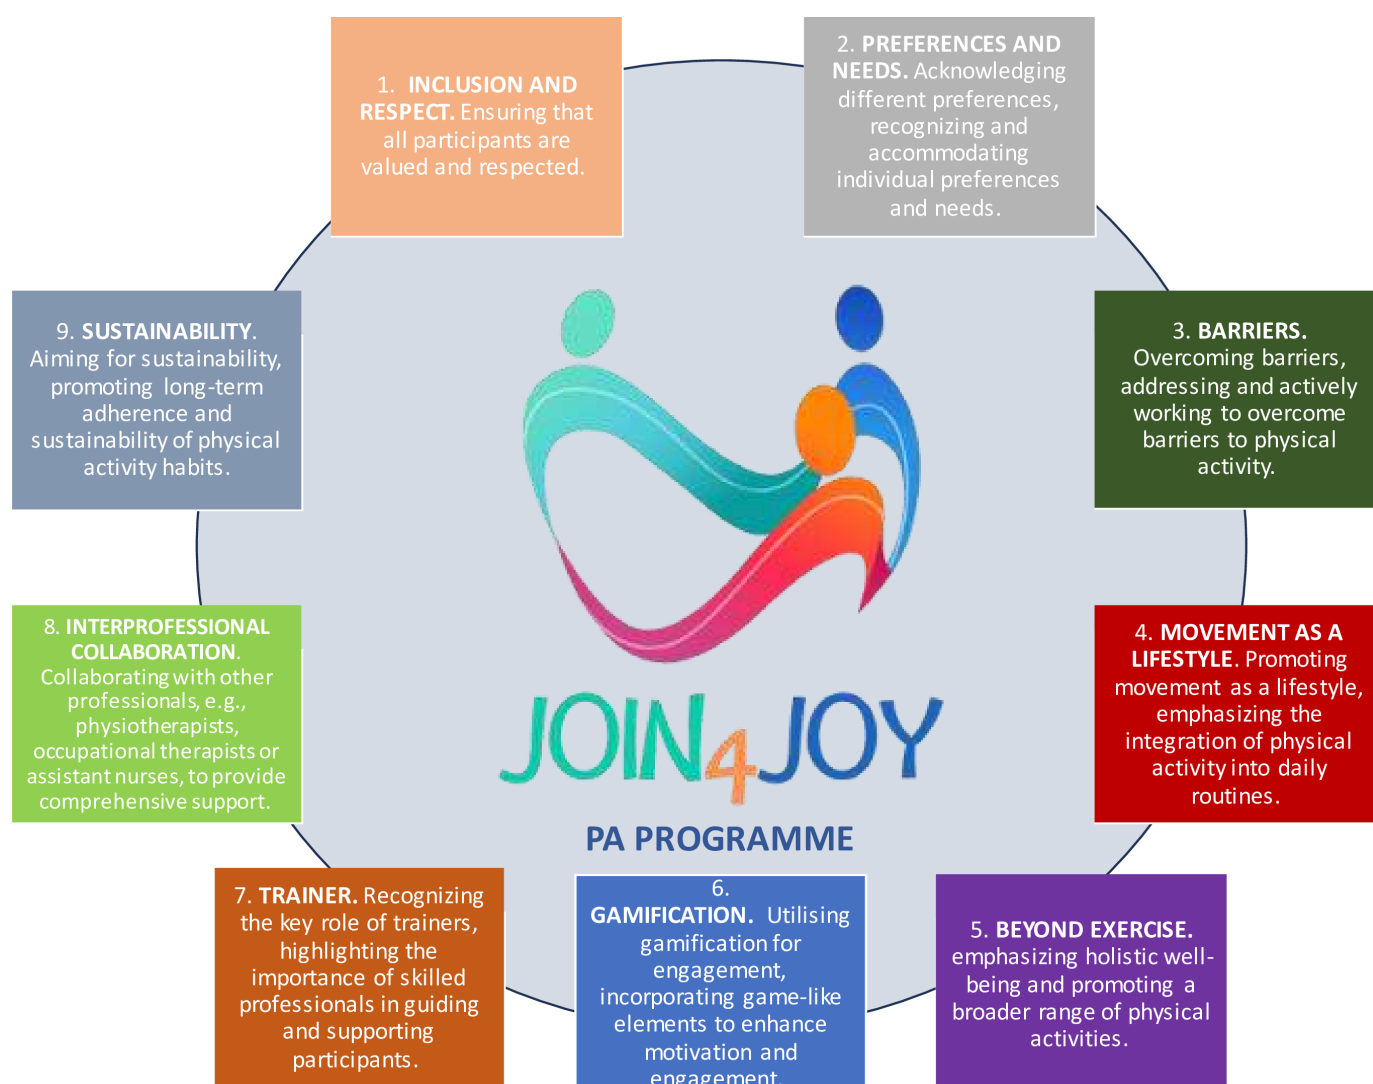 1. INCLUSION AND
RESPECT. Ensuring that
all participants are
valued and respected.
2. PREFERENCES AND
NEEDS. Acknowledging
different preferences,
recognizing and
accommodating
individual preferences
and needs.
3. BARRIERS.
Overcoming barriers,
addressing and actively
working to overcome
barriers to physical
activity.
4. MOVEMENT AS A
LIFESTYLE. Promoting
movement as a lifestyle,
emphasizing the
integration of physical
activity into daily
routines.
5. BEYOND EXERCISE.
emphasizing holistic well-
being and promoting a
broader range of physical
activities.
6.
GAMIFICATION. Utilising
gamification for
engagement,
incorporating game-like
elements to enhance
motivation and
engagement.
7. TRAINER. Recognizing
the key role of trainers,
highlighting the
importance of skilled
professionals in guiding
and supporting
participants.
8. INTERPROFESSIONAL
COLLABORATION.
Collaborating with other
professionals, e.g.,
physiotherapists,
occupational therapists or
assistant nurses, to provide
comprehensive support.
9. SUSTAINABILITY.
Aiming for sustainability,
promoting long-term
adherence and
sustainability of physical
activity habits.
JOIN4JOY
PA PROGRAMME